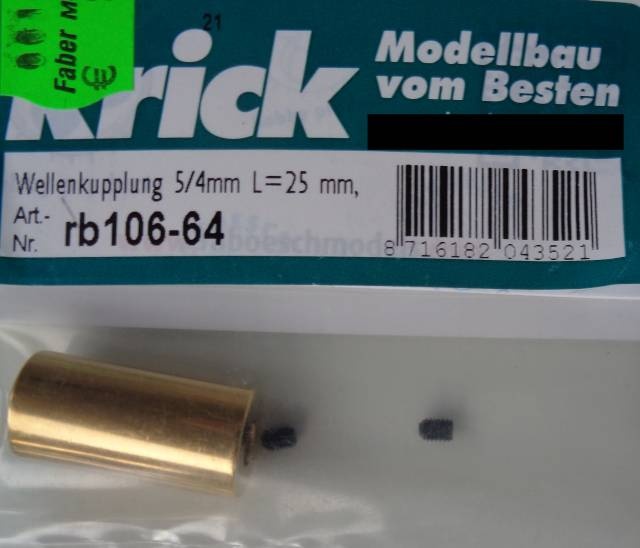 21
Faber M
Krick
Modellbau
vom Besten
Wellenkupplung 5/4mm L=25 mm,
Art.-
Nr. rb106-64
8 716182 043521